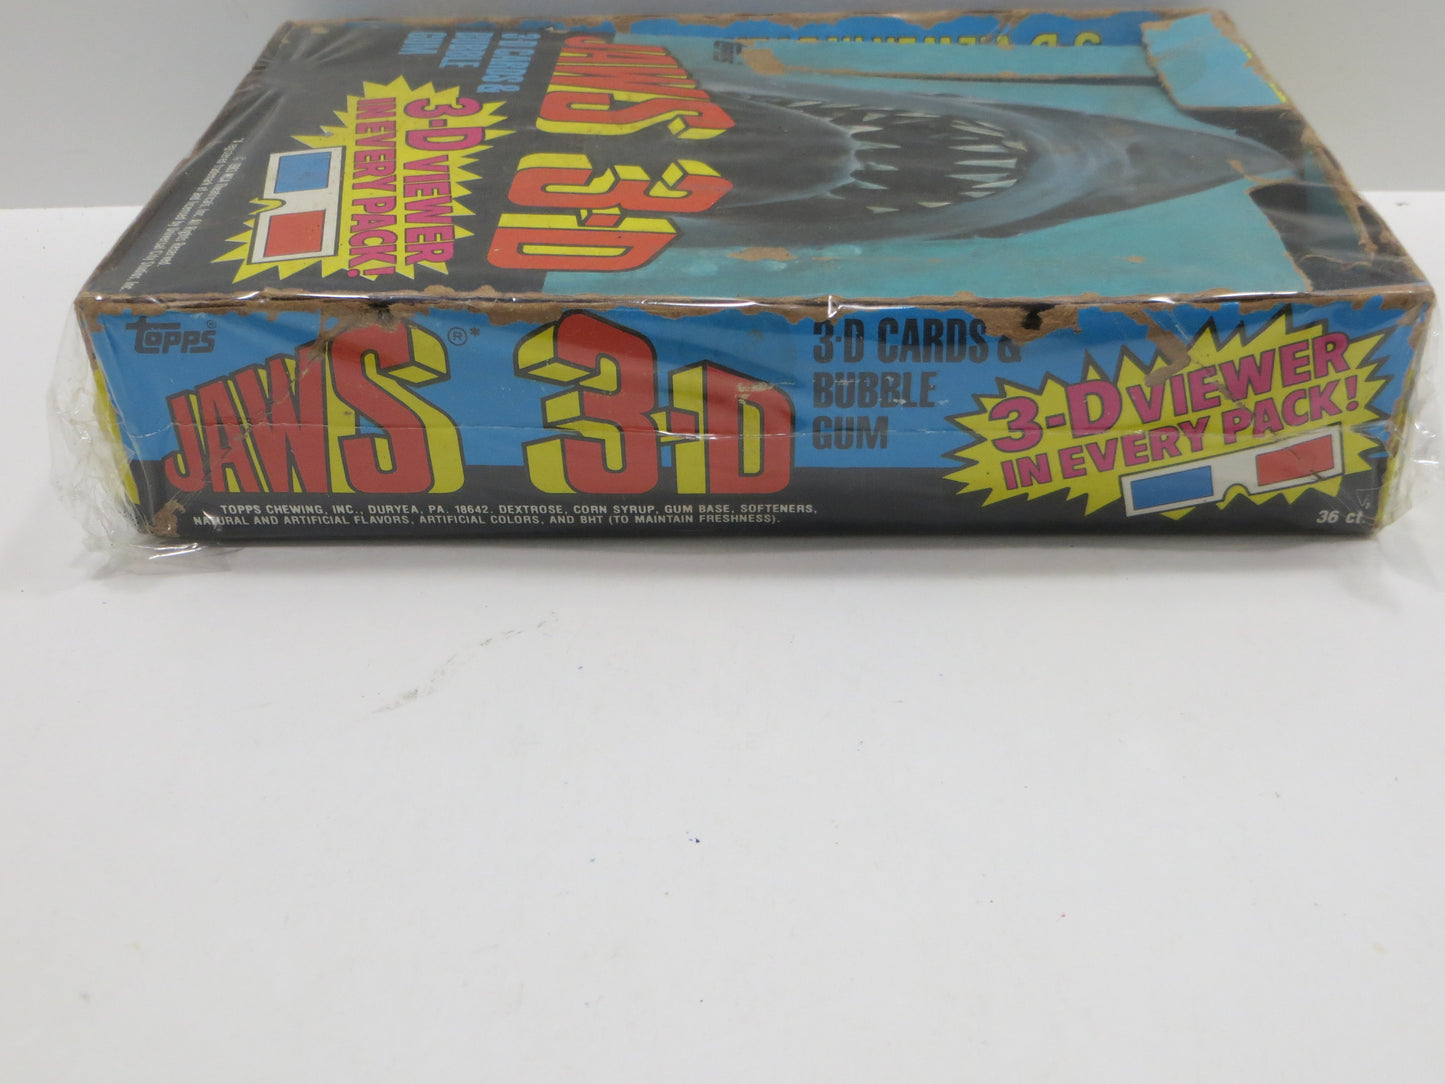 JAWS 3-D
3-D CARDS &
BUBBLE
GUM
3-D VIEWER
IN EVERY PACK!
TOPPS®
JAWS®* 3-D
3-D CARDS &
BUBBLE
GUM
3-D VIEWER
IN EVERY PACK!
TOPPS CHEWING, INC., DURYEA, PA. 18642. DEXTROSE, CORN SYRUP, GUM BASE, SOFTENERS,
NATURAL AND ARTIFICIAL FLAVORS, ARTIFICIAL COLORS, AND BHT (TO MAINTAIN FRESHNESS).
36 ct.